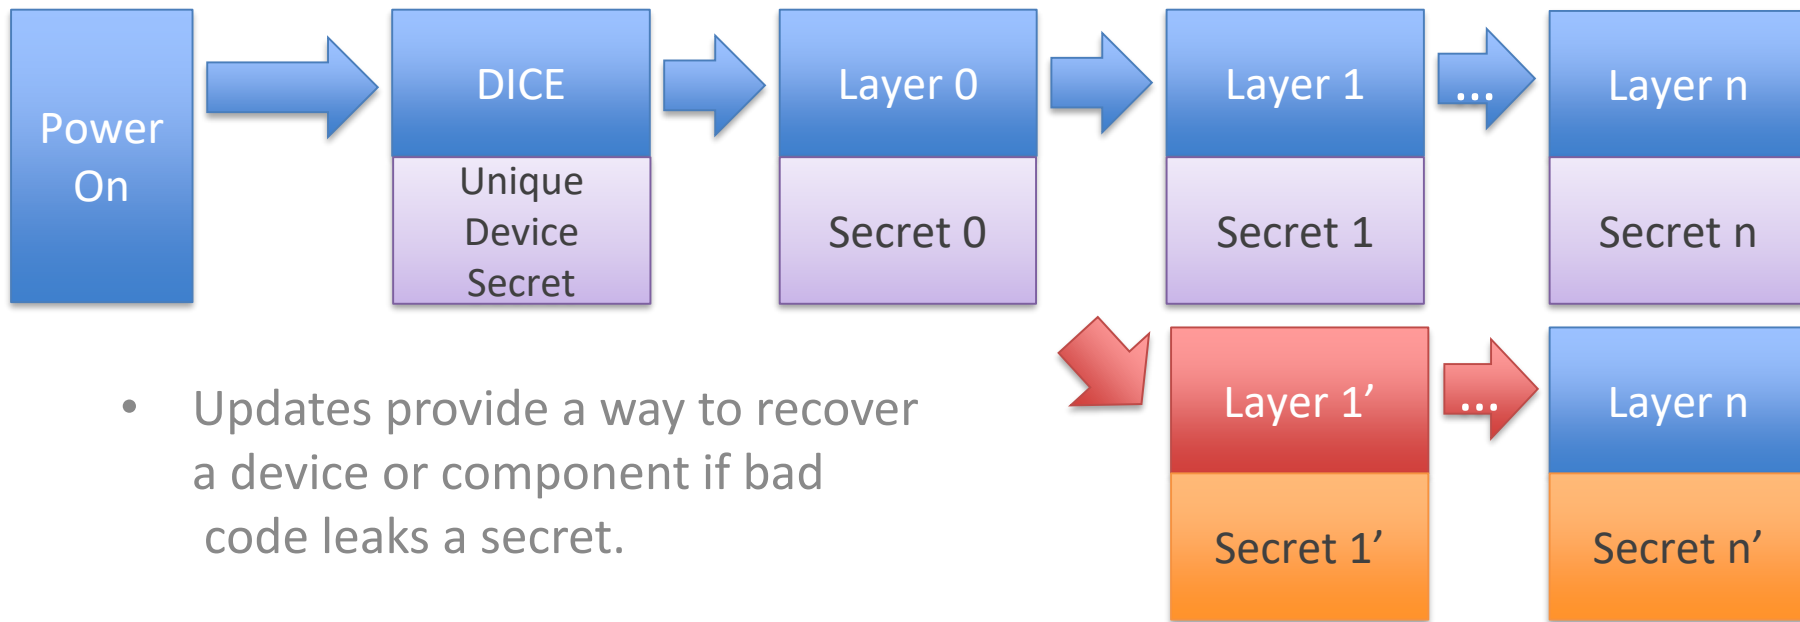 Power
On
DICE
Unique
Device
Secret
Layer 0
Secret 0
Layer 1
Secret 1
...
Layer n
Secret n
Layer 1’
Secret 1’
...
Layer n
Secret n’
• Updates provide a way to recover
a device or component if bad
code leaks a secret.